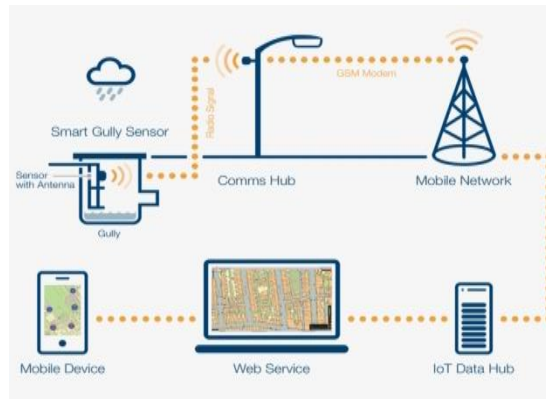 GSM Modem
Radio Signal
Smart Gully Sensor
Sensor
with Antenna
Comms Hub
Mobile Network
Gully
Mobile Device
Web Service
IoT Data Hub